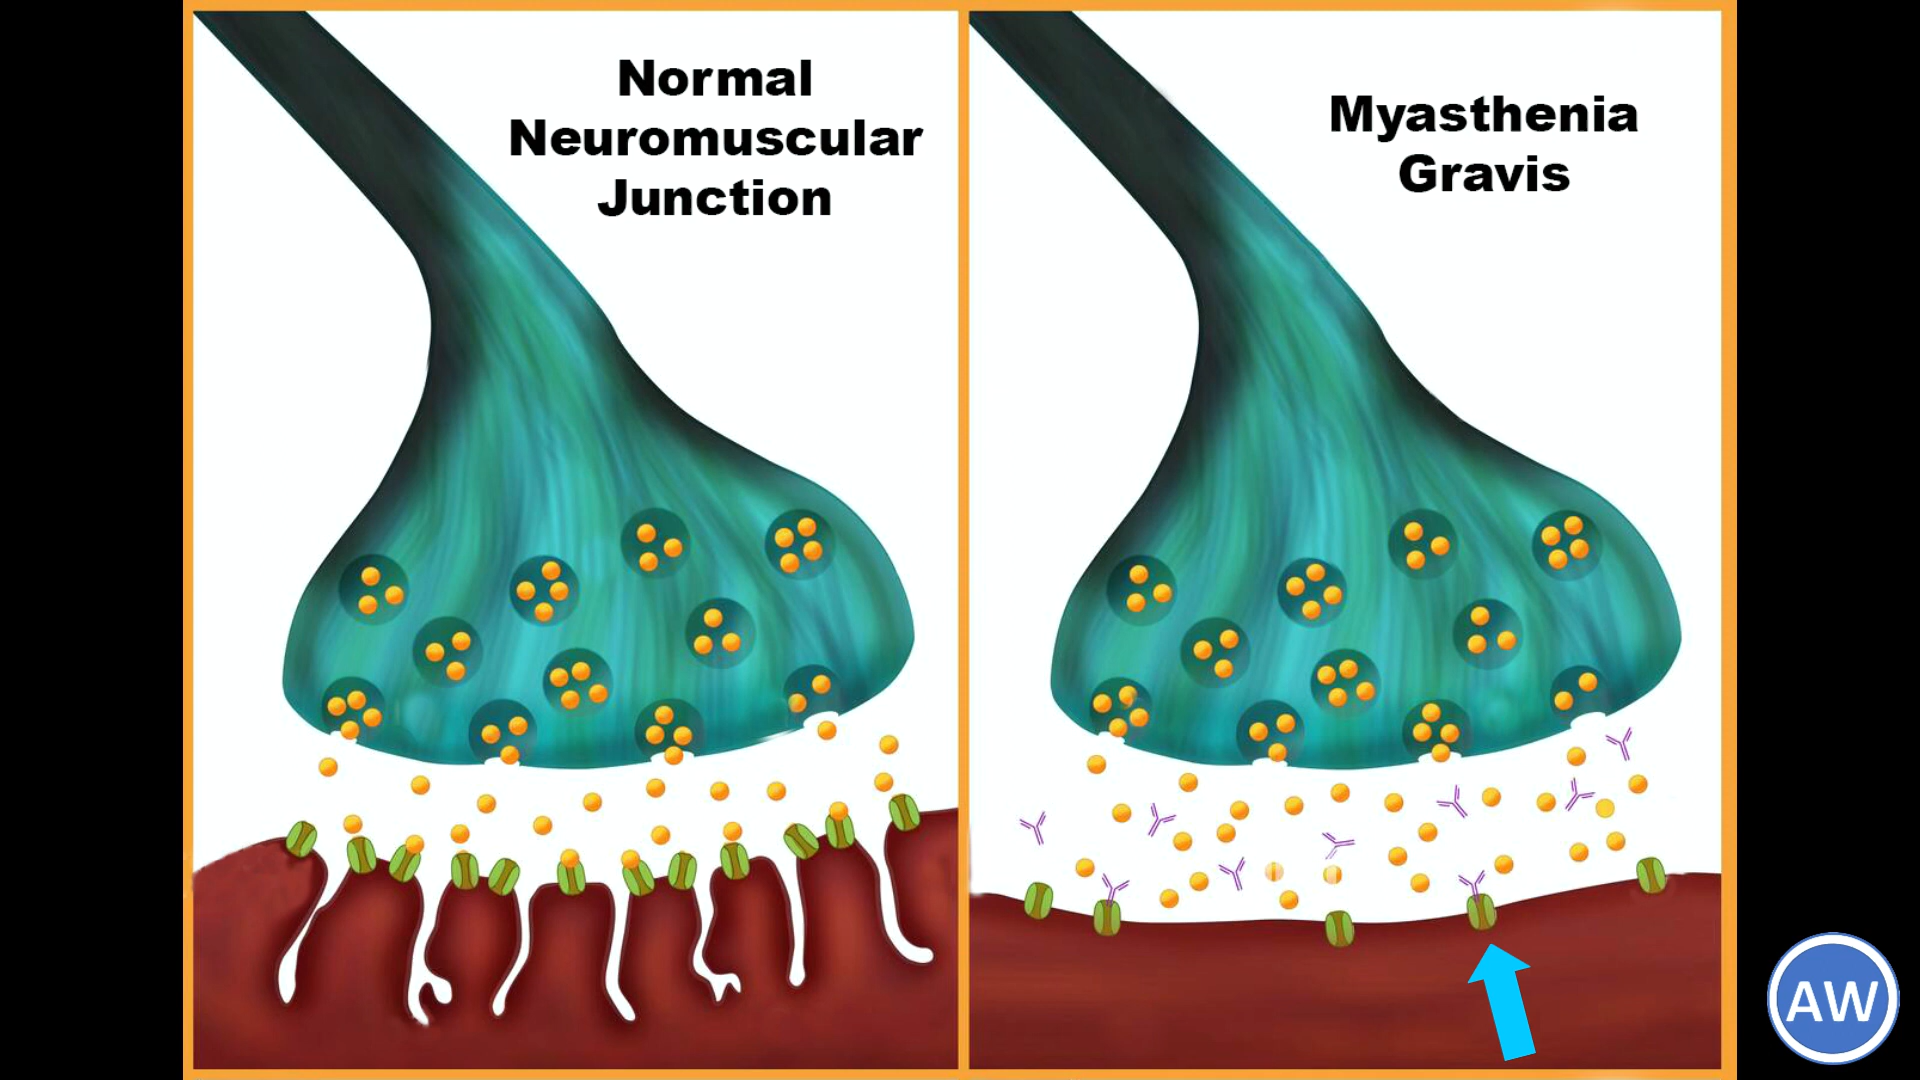 Normal
Neuromuscular
Junction
Myasthenia
Gravis
AW